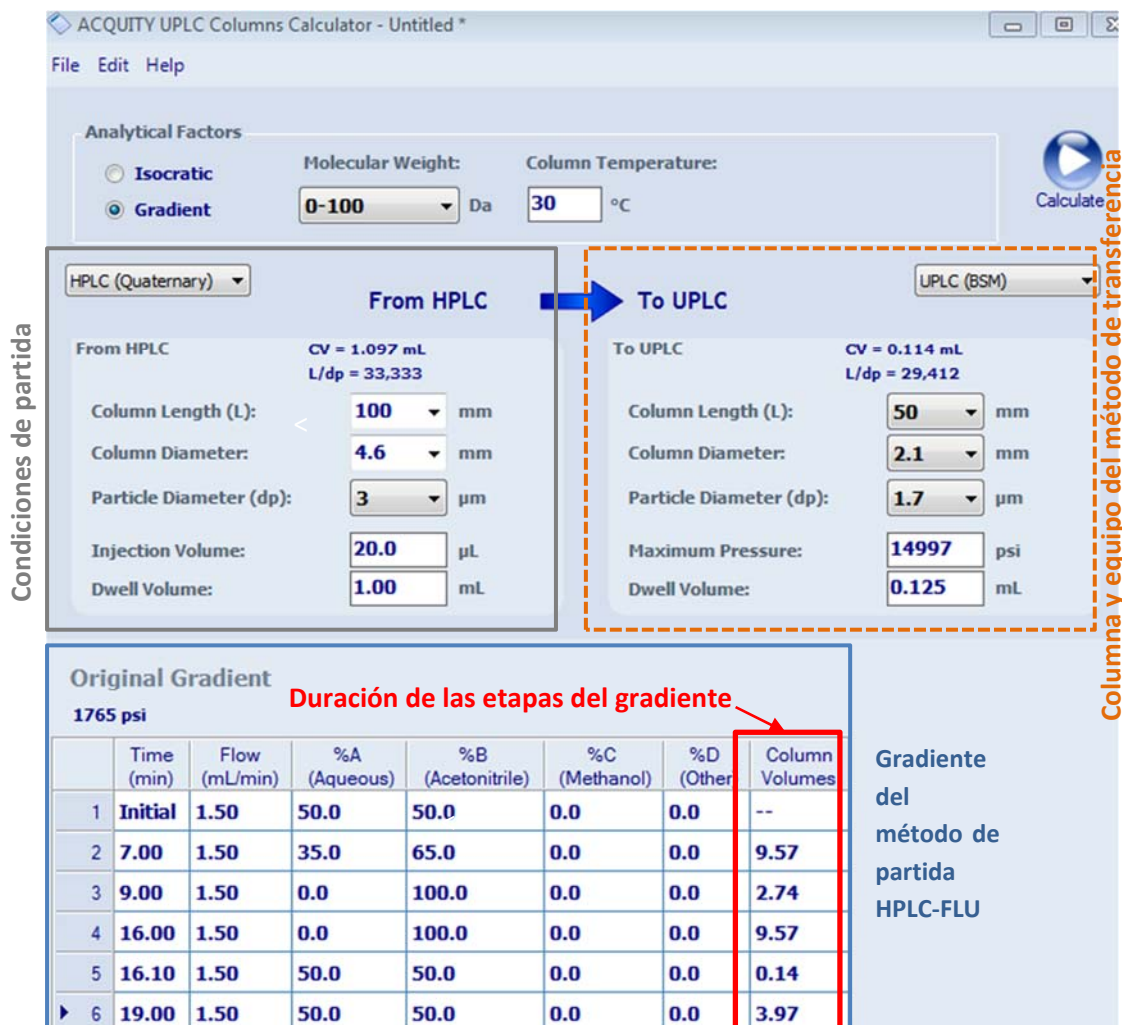 ACQUITY UPLC Columns Calculator - Untitled *
File Edit Help
Analytical Factors
Isocratic
Gradient
Molecular Weight:
0-100 Da
Column Temperature:
30 °C
Calculate
Condiciones de partida
HPLC (Quaternary)
From HPLC
To UPLC
UPLC (BSM)
From HPLC
CV = 1.097 mL
L/dp = 33,333
Column Length (L): 100 mm
<
Column Diameter: 4.6 mm
Particle Diameter (dp): 3 µm
Injection Volume: 20.0 µL
Dwell Volume: 1.00 mL
To UPLC
CV = 0.114 mL
L/dp = 29,412
Column Length (L): 50 mm
Column Diameter: 2.1 mm
Particle Diameter (dp): 1.7 µm
Maximum Pressure: 14997 psi
Dwell Volume: 0.125 mL
Columna y equipo del método de transferencia
Original Gradient
1765 psi
Duración de las etapas del gradiente
Time (min) Flow (mL/min) %A (Aqueous) %B (Acetonitrile) %C (Methanol) %D (Other Column Volumes
1 Initial 1.50 50.0 50.0 0.0 0.0 --
2 7.00 1.50 35.0 65.0 0.0 0.0 9.57
3 9.00 1.50 0.0 100.0 0.0 0.0 2.74
4 16.00 1.50 0.0 100.0 0.0 0.0 9.57
5 16.10 1.50 50.0 50.0 0.0 0.0 0.14
6 19.00 1.50 50.0 50.0 0.0 0.0 3.97
Gradiente
del
método de
partida
HPLC-FLU